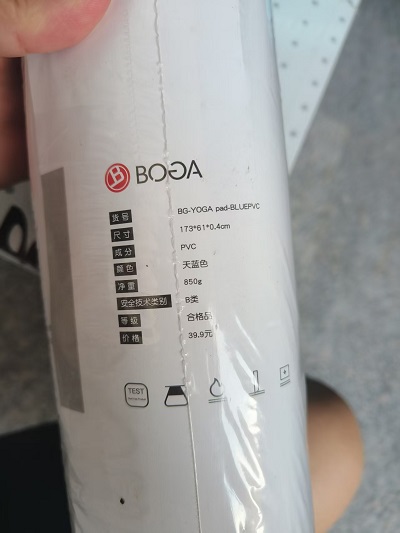 BOGA
货号 BG-YOGA pad-BLUEPVC
尺寸 173*61*0.4cm
成分 PVC
颜色 天蓝色
净重 850g
安全技术类别 B类
等级 合格品
价格 39.9元
TEST